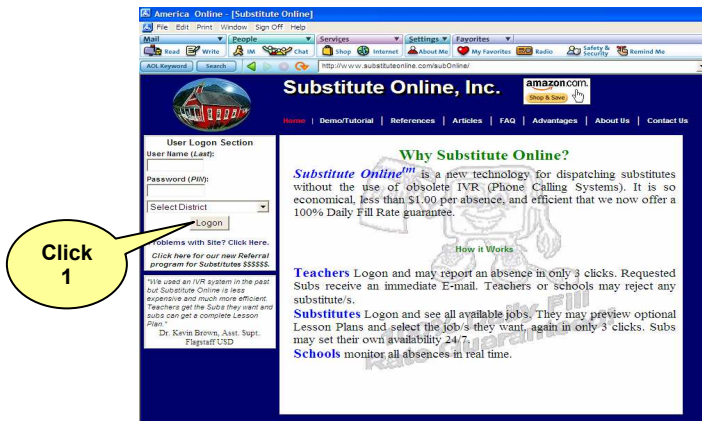 America Online - [Substitute Online]
File Edit Print Window Sign Off Help
Mail People Services Settings Favorites
Read Write IM Chat Shop Internet About Me My Favorites Radio Safety & Security Remind Me
AOL Keyword Search http://www.substituteonline.com/subOnline/
Substitute Online, Inc.
amazon.com.
Shop & Save
Home | Demo/Tutorial | References | Articles | FAQ | Advantages | About Us | Contact Us
User Logon Section
User Name (Last):
Password (PIN):
Select District
Logon
Problems with Site? Click Here.
Click here for our new Referral
program for Substitutes $$$$$$.
"We used an IVR system in the past
but Substitute Online is less
expensive and much more efficient.
Teachers get the Subs they want and
subs can get a complete Lesson
Plan."
Dr. Kevin Brown, Asst. Supt.
Flagstaff USD
Click
1
Why Substitute Online?
Substitute Online™ is a new technology for dispatching substitutes
without the use of obsolete IVR (Phone Calling Systems). It is so
economical, less than $1.00 per absence, and efficient that we now offer a
100% Daily Fill Rate guarantee.
How it Works
Teachers Logon and may report an absence in only 3 clicks. Requested
Subs receive an immediate E-mail. Teachers or schools may reject any
substitute/s.
Substitutes Logon and see all available jobs. They may preview optional
Lesson Plans and select the job/s they want, again in only 3 clicks. Subs
may set their own availability 24/7.
Schools monitor all absences in real time.
100% Daily Fill
Rate Guarantee!